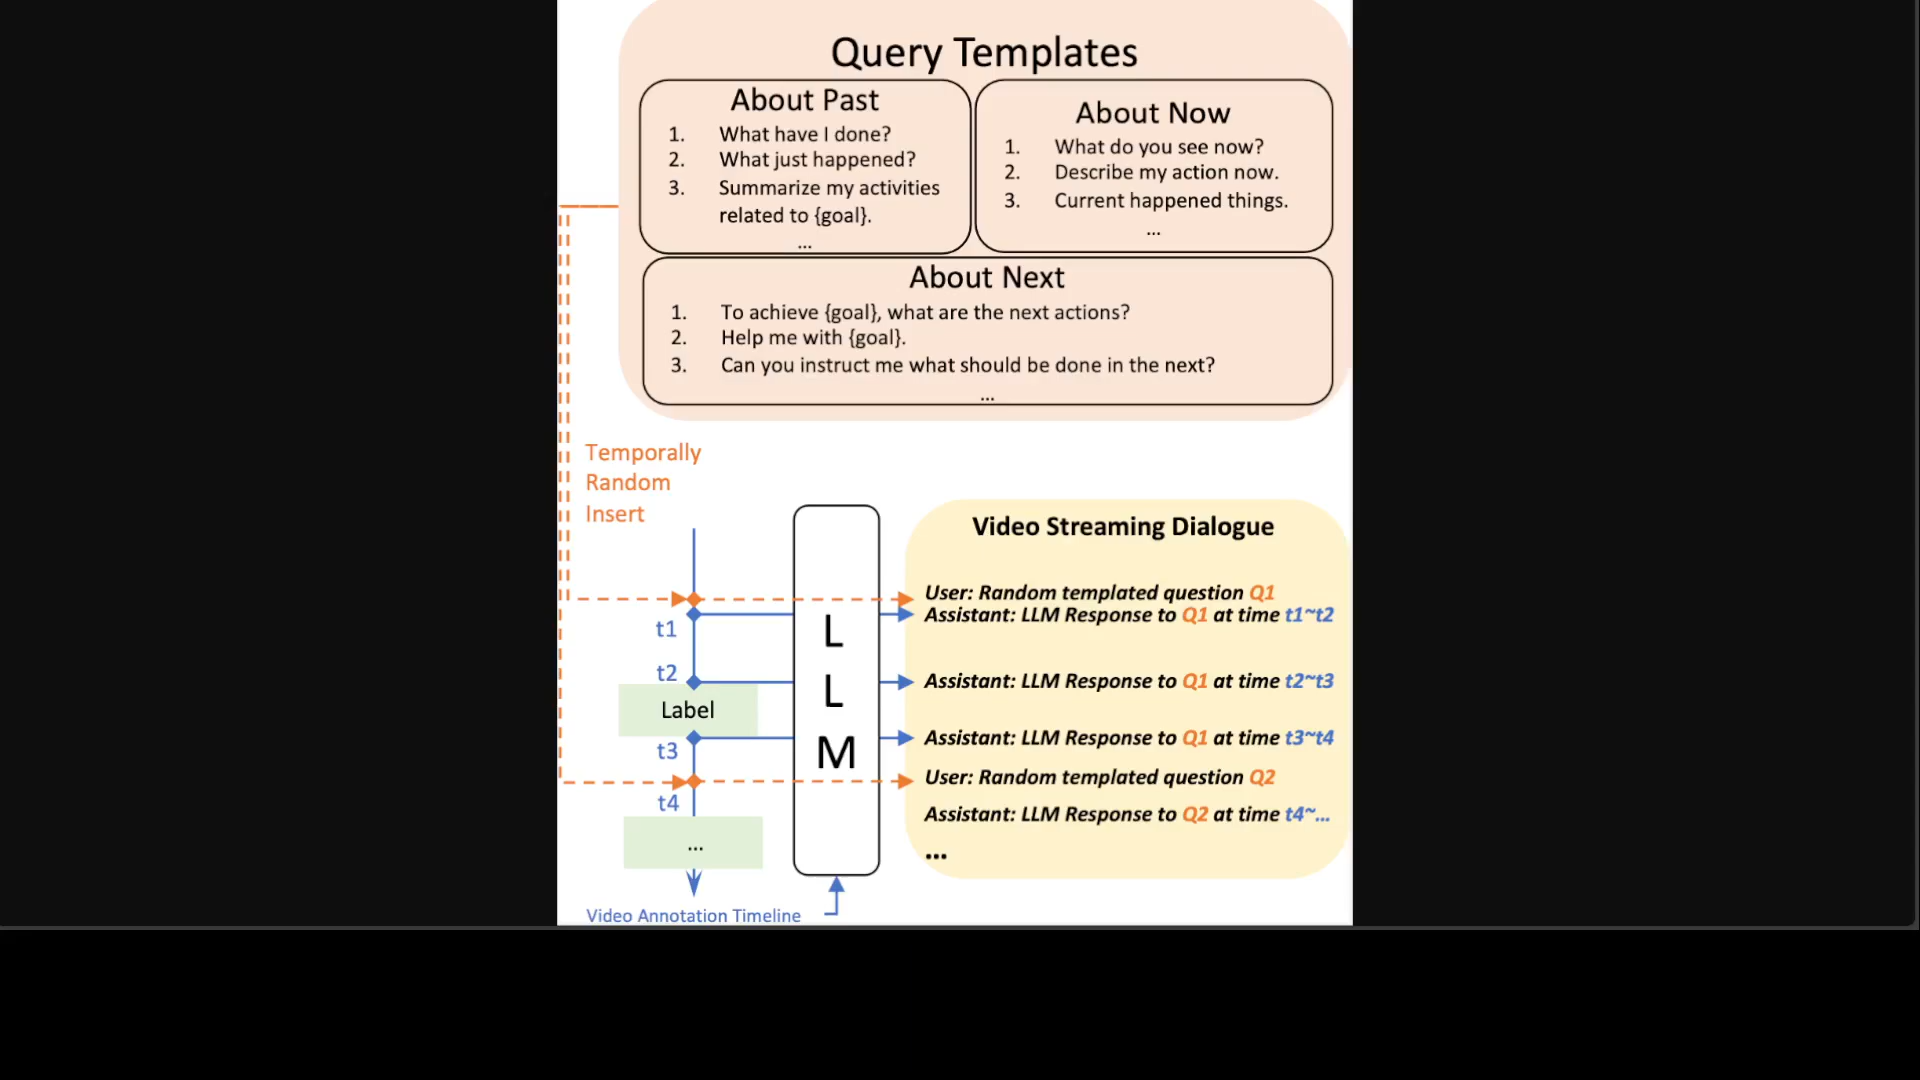 Query Templates
About Past
1. What have I done?
2. What just happened?
3. Summarize my activities
related to {goal}.
...
About Now
1. What do you see now?
2. Describe my action now.
3. Current happened things.
...
About Next
1. To achieve {goal}, what are the next actions?
2. Help me with {goal}.
3. Can you instruct me what should be done in the next?
...
Temporally
Random
Insert
t1
t2
Label
t3
t4
...
Video Annotation Timeline
L
L
M
Video Streaming Dialogue
User: Random templated question Q1
Assistant: LLM Response to Q1 at time t1~t2
Assistant: LLM Response to Q1 at time t2~t3
Assistant: LLM Response to Q1 at time t3~t4
User: Random templated question Q2
Assistant: LLM Response to Q2 at time t4~...
...